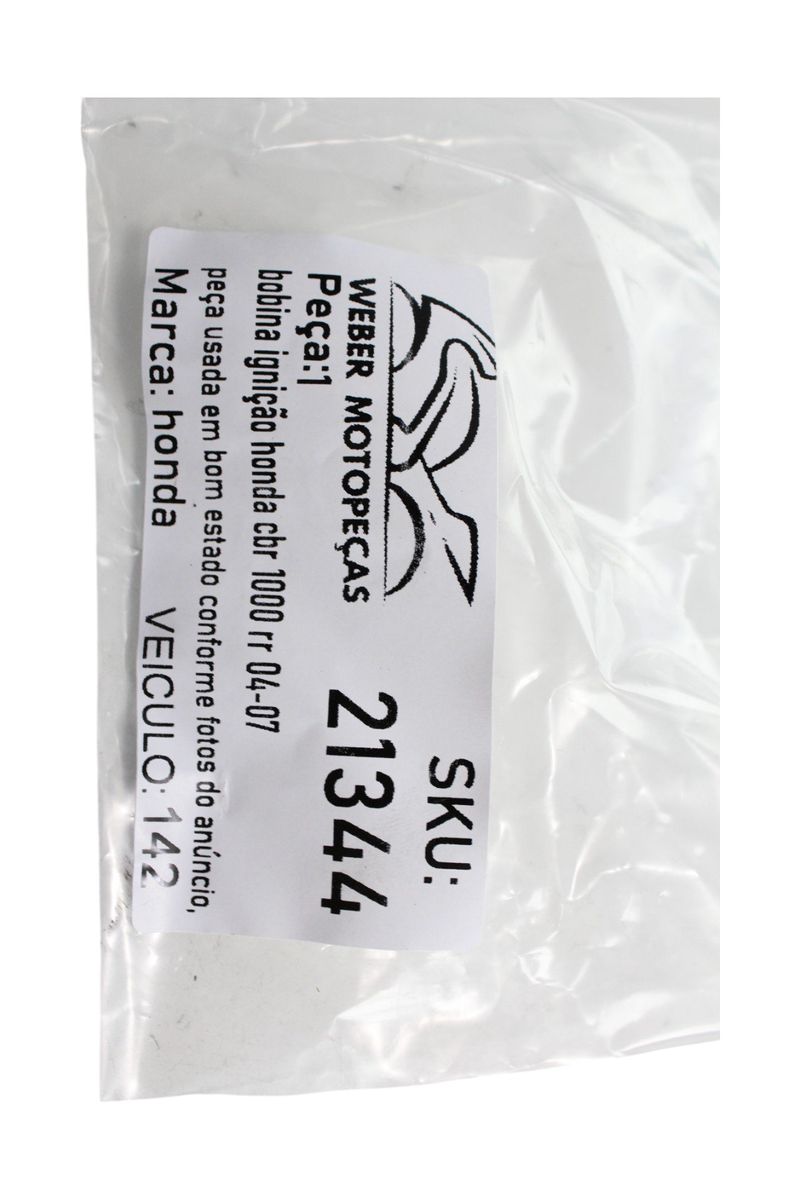 SKU:
WEBER MOTOPEÇAS
21344
Peça:1
bobina ignição honda cbr 1000 rr 04-07
peça usada em bom estado conforme fotos do anúncio,
Marca: honda
VEICULO: 142